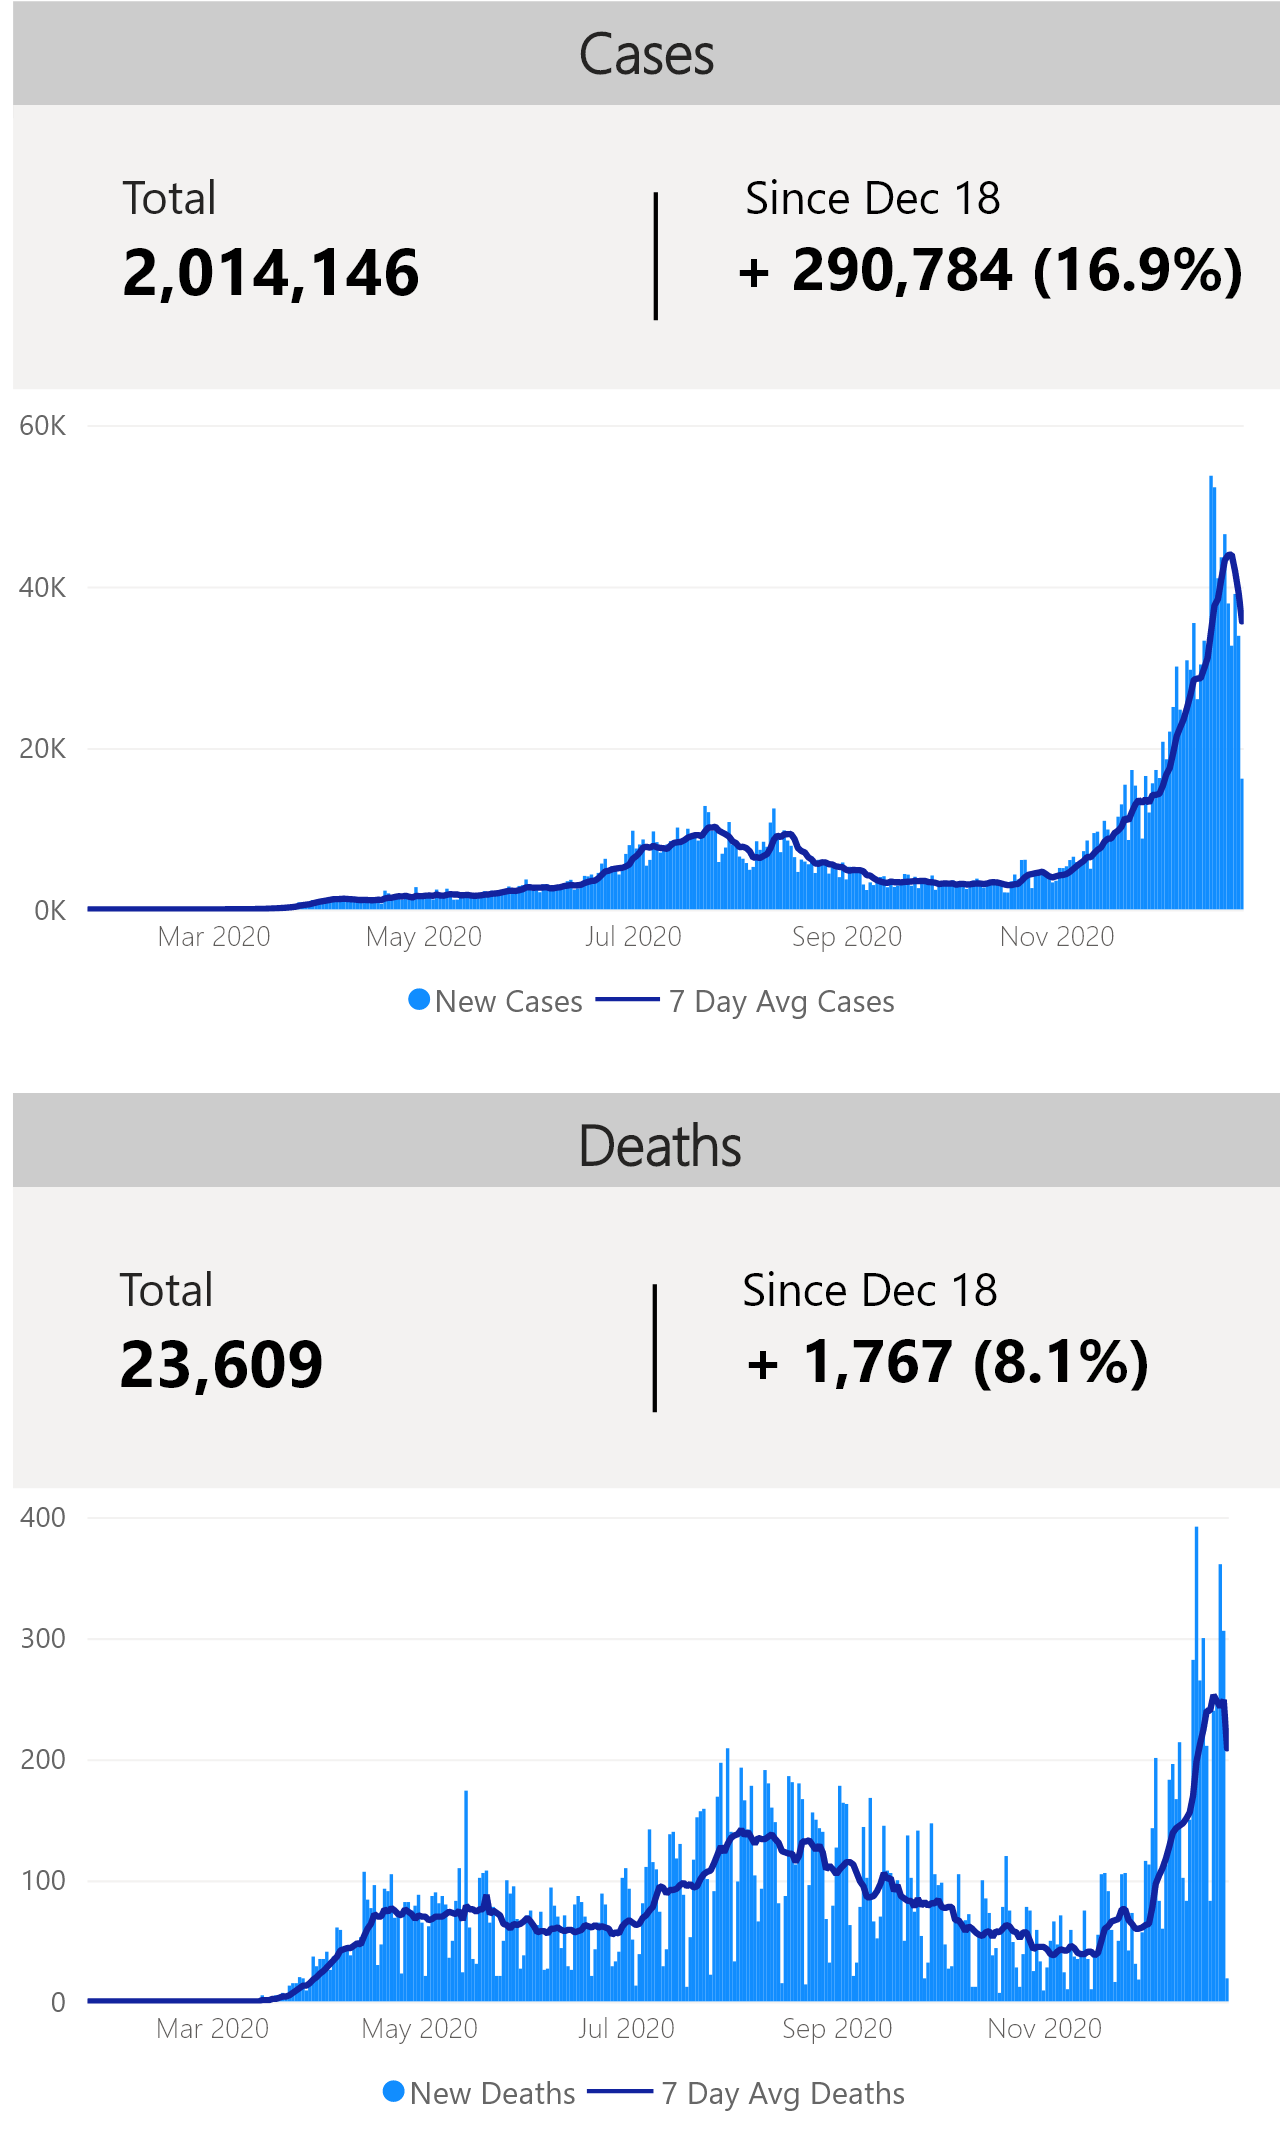 Cases
Total
2,014,146
Since Dec 18
+ 290,784 (16.9%)
60K
40K
20K
0K
Mar 2020 May 2020 Jul 2020 Sep 2020 Nov 2020
New Cases 7 Day Avg Cases
Deaths
Total
23,609
Since Dec 18
+ 1,767 (8.1%)
400
300
200
100
0
Mar 2020 May 2020 Jul 2020 Sep 2020 Nov 2020
New Deaths 7 Day Avg Deaths